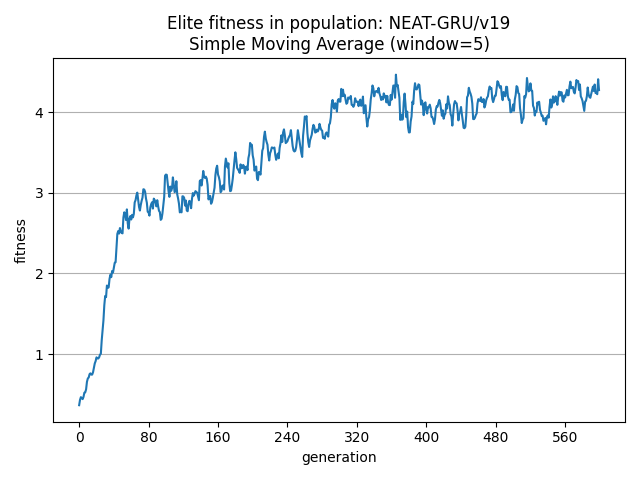 Elite fitness in population: NEAT-GRU/v19
Simple Moving Average (window=5)
fitness
4
3
2
1
0 80 160 240 320 400 480 560
generation